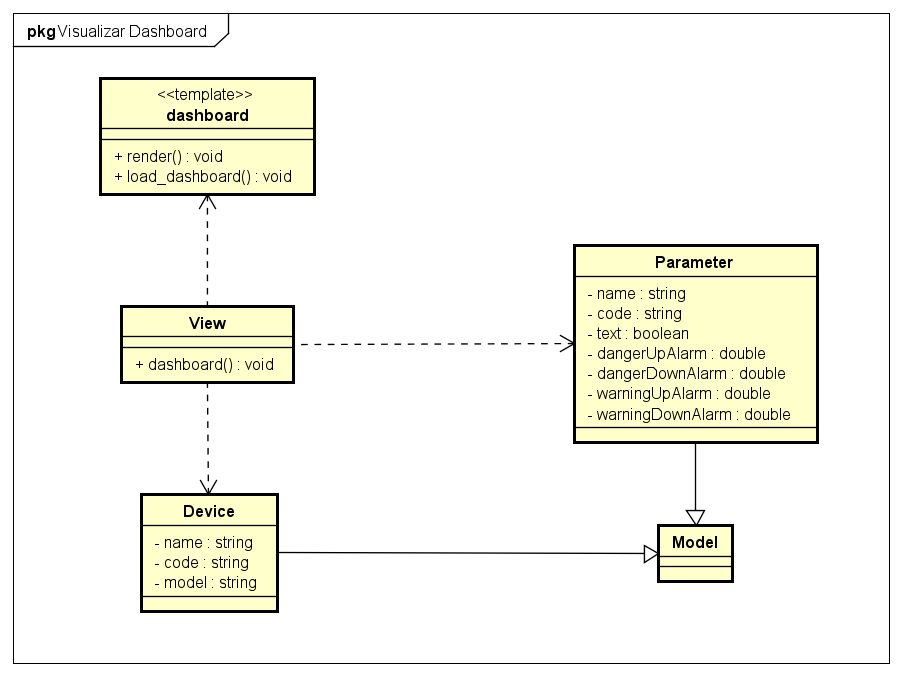 pkg Visualizar Dashboard
<<template>>
dashboard
+ render() : void
+ load_dashboard() : void
View
+ dashboard() : void
Parameter
- name : string
- code : string
- text : boolean
- dangerUpAlarm : double
- dangerDownAlarm : double
- warningUpAlarm : double
- warningDownAlarm : double
Device
- name : string
- code : string
- model : string
Model